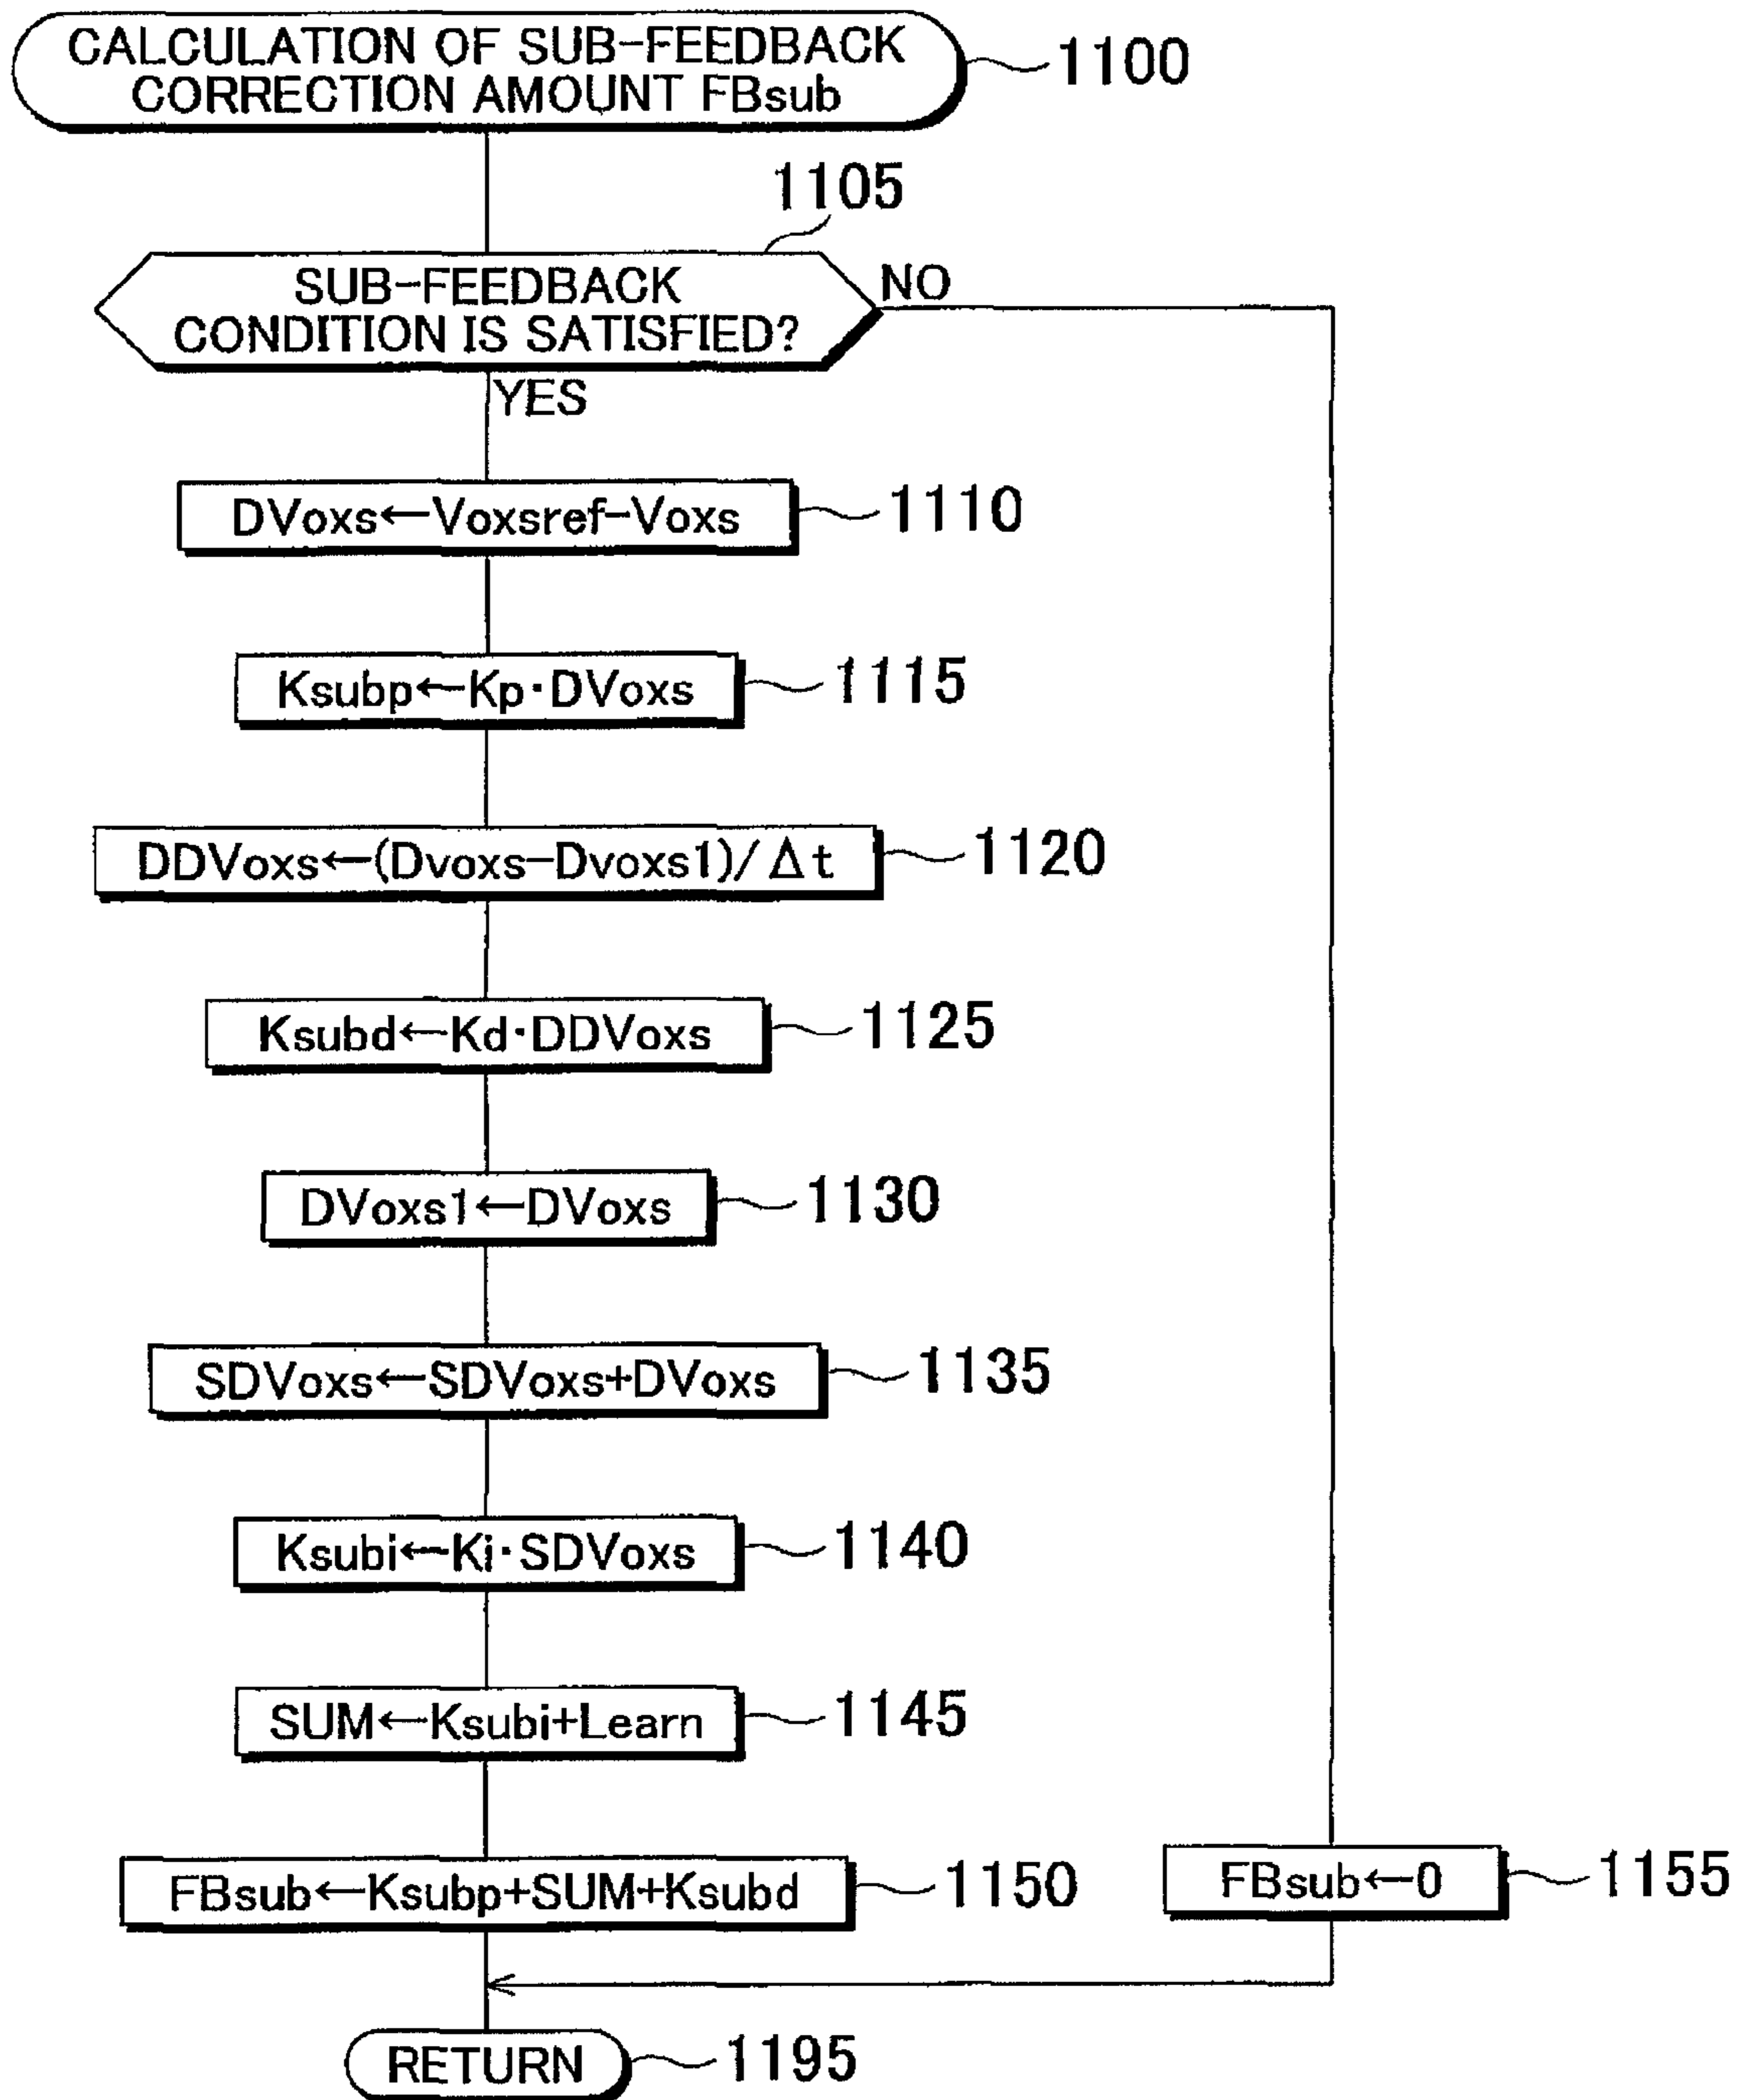 CALCULATION OF SUB-FEEDBACK
CORRECTION AMOUNT FBsub
1100
1105
SUB-FEEDBACK
CONDITION IS SATISFIED?
NO
YES
DVoxs←Voxsref-Voxs
1110
Ksubp←Kp·DVoxs
1115
DDVoxs←(Dvoxs-Dvoxs1)/Δt
1120
Ksubd←Kd·DDVoxs
1125
DVoxs1←DVoxs
1130
SDVoxs←SDVoxs+DVoxs
1135
Ksubi←Ki·SDVoxs
1140
SUM←Ksubi+Learn
1145
FBsub←Ksubp+SUM+Ksubd
1150
FBsub←0
1155
RETURN
1195